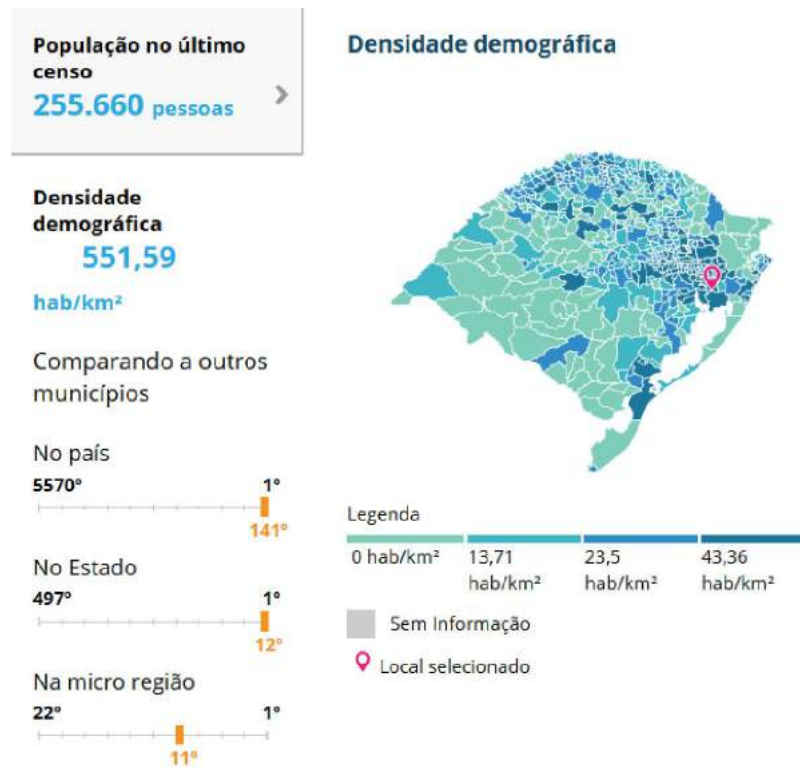 População no último
censo
255.660 pessoas
Densidade
demográfica
551,59
hab/km²
Comparando a outros
municípios
No país
5570° 1°
141°
No Estado
497° 1°
12°
Na micro região
22° 1°
11°
Densidade demográfica
Legenda
0 hab/km² 13,71 23,5 43,36
hab/km² hab/km² hab/km²
Sem Informação
Local selecionado